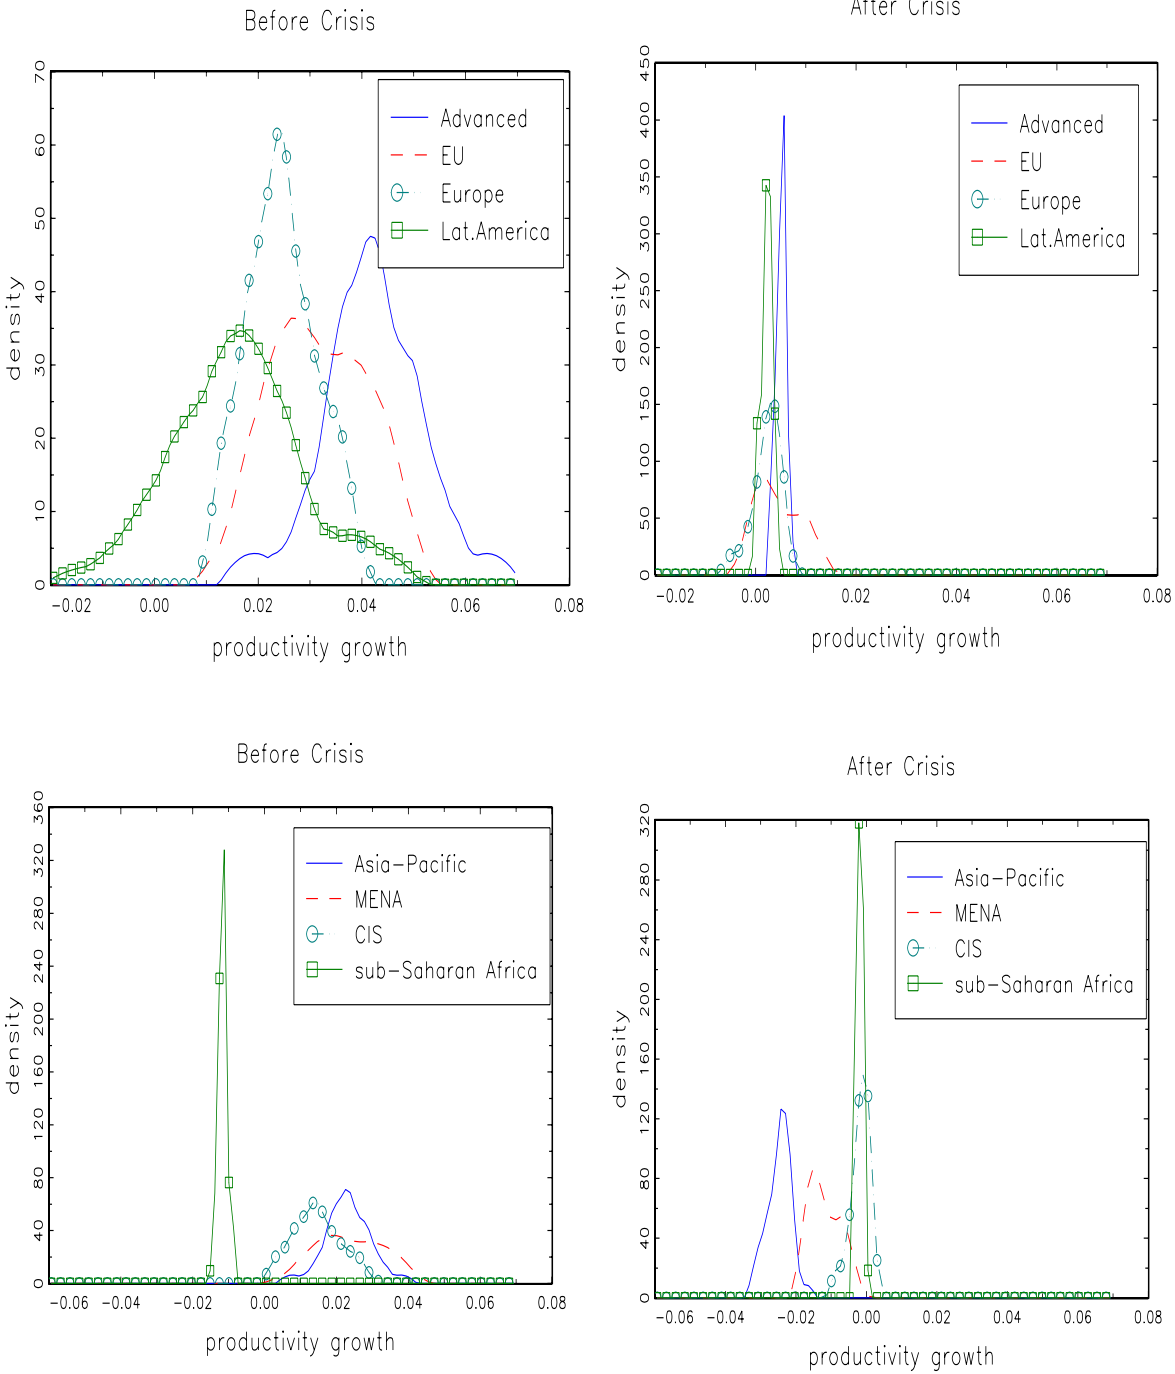 Before Crisis
70
60
50
40
30
20
10
0
density
Advanced
EU
Europe
Lat.America
−0.02 0.00 0.02 0.04 0.06 0.08
productivity growth
After Crisis
450
400
350
300
250
200
150
100
50
0
density
Advanced
EU
Europe
Lat.America
−0.02 0.00 0.02 0.04 0.06 0.08
productivity growth
Before Crisis
360
320
280
240
200
160
120
80
40
0
density
Asia−Pacific
MENA
CIS
sub−Saharan Africa
−0.06 −0.04 −0.02 0.00 0.02 0.04 0.06 0.08
productivity growth
After Crisis
320
280
240
200
160
120
80
40
0
density
Asia−Pacific
MENA
CIS
sub−Saharan Africa
−0.06 −0.04 −0.02 0.00 0.02 0.04 0.06 0.08
productivity growth